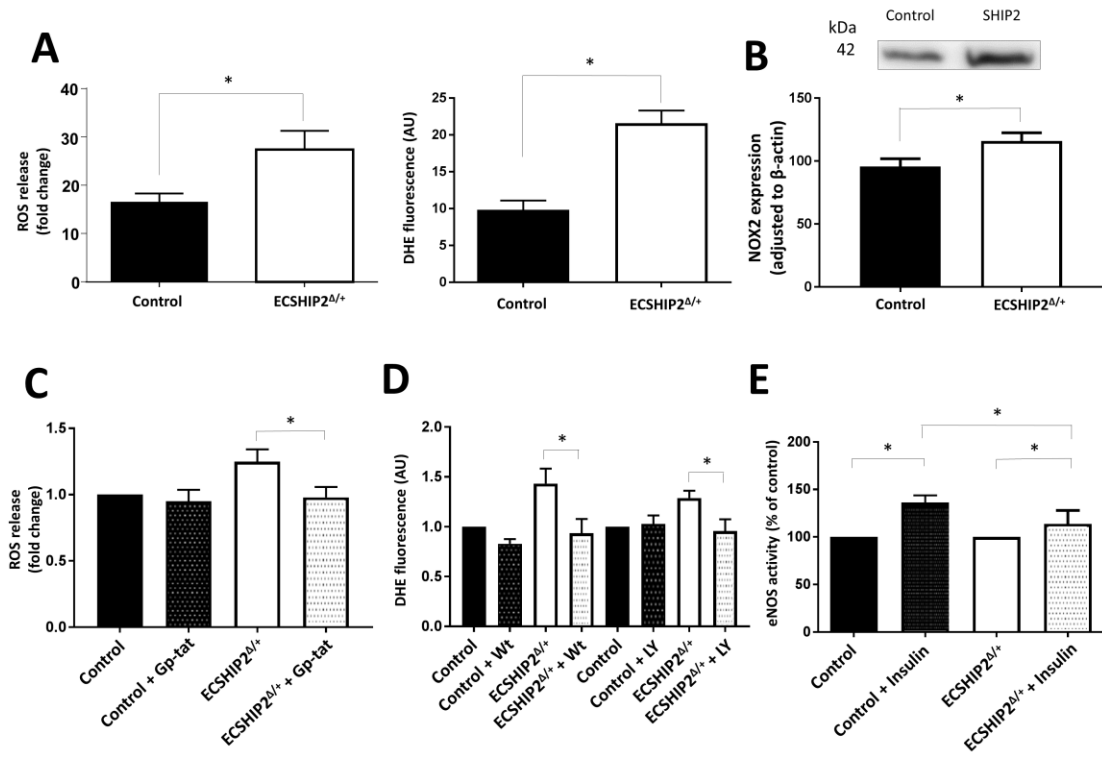 A
ROS release
(fold change)
40
30
20
10
0
*
Control
ECSHIP2Δ/+
DHE fluorescence (AU)
25
20
15
10
5
0
*
Control
ECSHIP2Δ/+
B
kDa
42
Control SHIP2
NOX2 expression
(adjusted to β-actin)
150
100
50
0
*
Control
ECSHIP2Δ/+
C
ROS release
(fold change)
1.5
1.0
0.5
0.0
*
Control
Control + Gp-tat
ECSHIP2Δ/+
ECSHIP2Δ/+ + Gp-tat
D
DHE fluorescence (AU)
2.0
1.5
1.0
0.5
0.0
*
*
Control
Control + Wt
ECSHIP2Δ/+
ECSHIP2Δ/+ + Wt
Control
Control + LY
ECSHIP2Δ/+
ECSHIP2Δ/+ + LY
E
eNOS activity (% of control)
200
150
100
50
0
*
*
*
Control
Control + Insulin
ECSHIP2Δ/+
ECSHIP2Δ/+ + Insulin